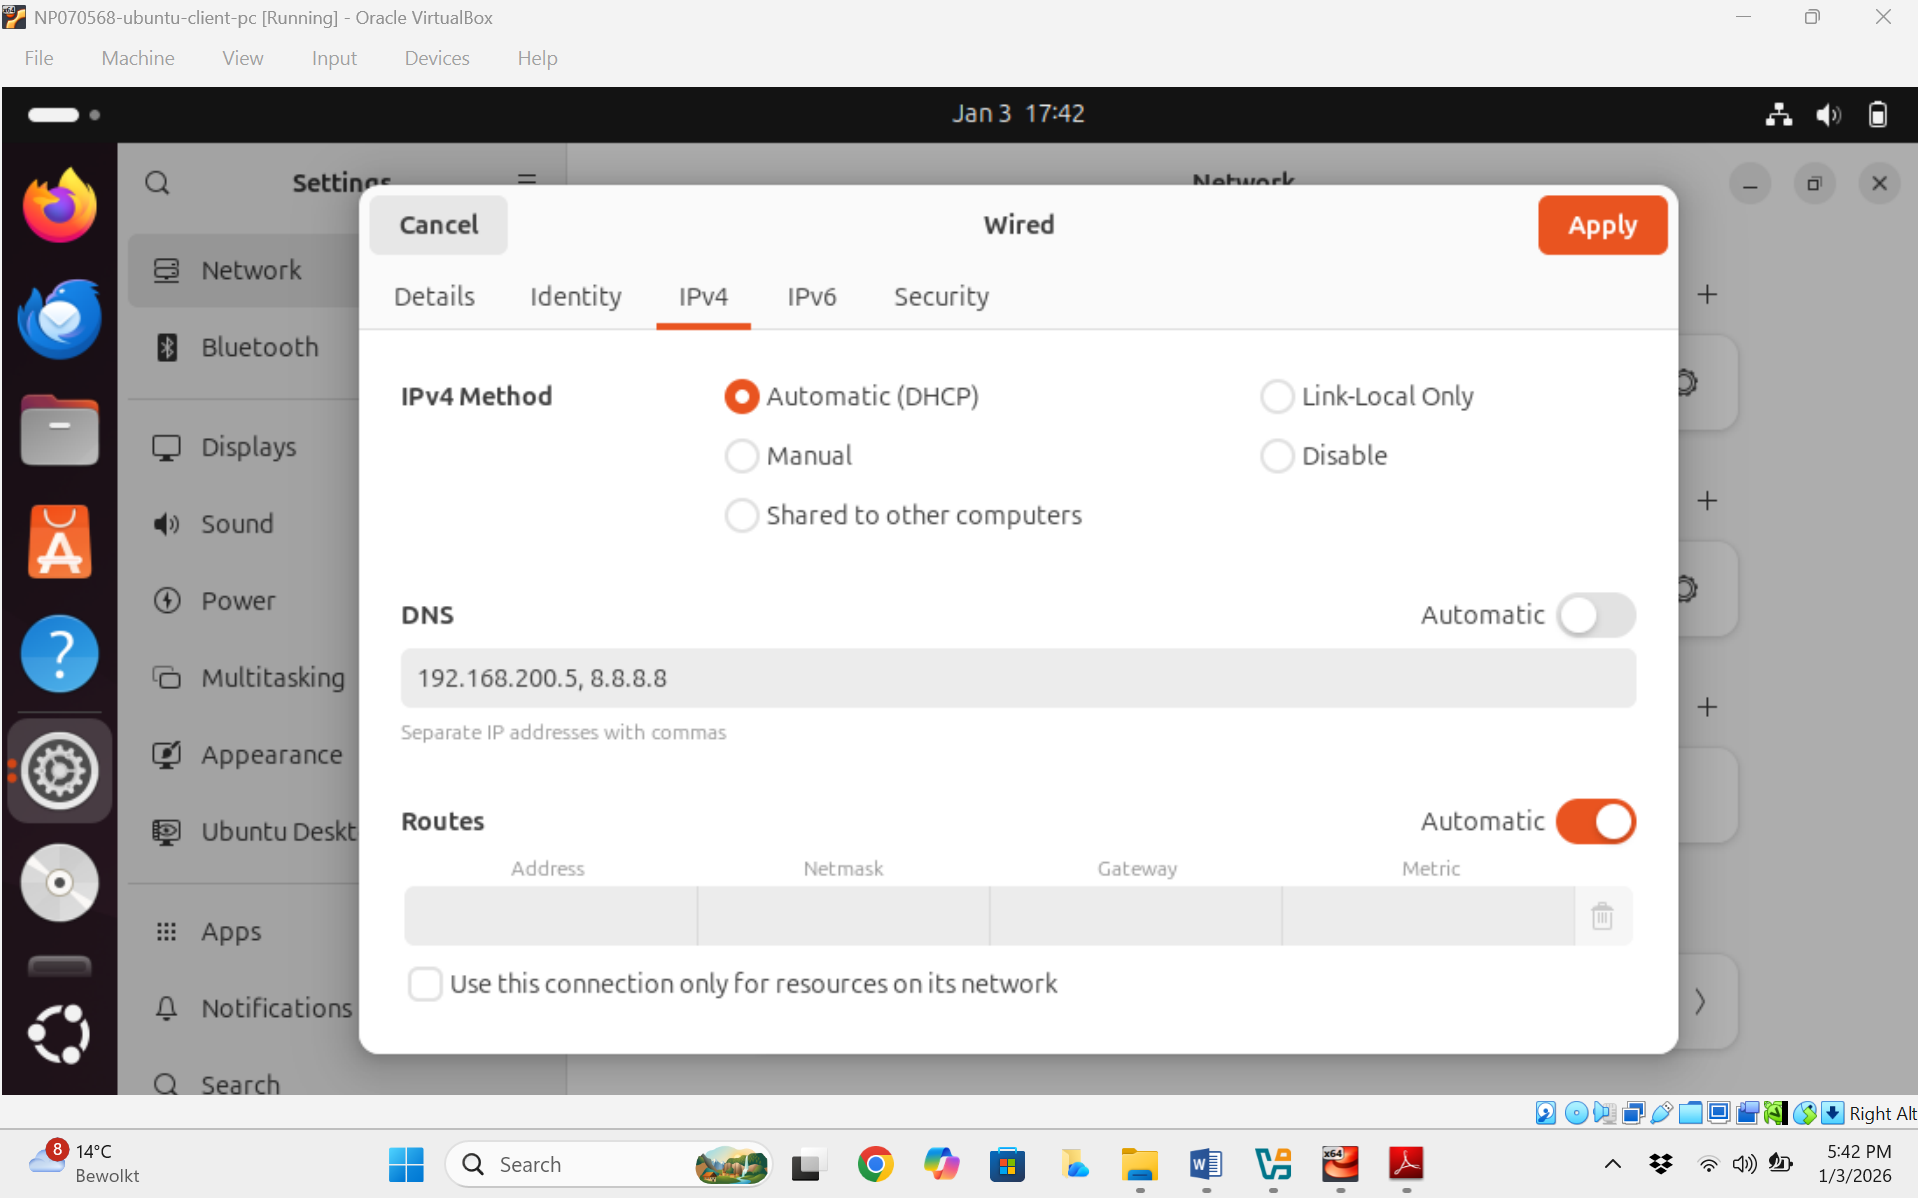 NP070568-ubuntu-client-pc [Running] - Oracle VirtualBox
File Machine View Input Devices Help
Jan 3 17:42
Settings
Network
Cancel
Wired
Apply
Details Identity IPv4 IPv6 Security
Network
Bluetooth
Displays
Sound
Power
Multitasking
Appearance
Ubuntu Deskt
Apps
Notifications
Search
IPv4 Method
Automatic (DHCP)
Link-Local Only
Manual
Disable
Shared to other computers
DNS
Automatic
192.168.200.5, 8.8.8.8
Separate IP addresses with commas
Routes
Automatic
Address Netmask Gateway Metric
Use this connection only for resources on its network
Right Alt
8
14°C
Bewolkt
Search
x64
5:42 PM
1/3/2026